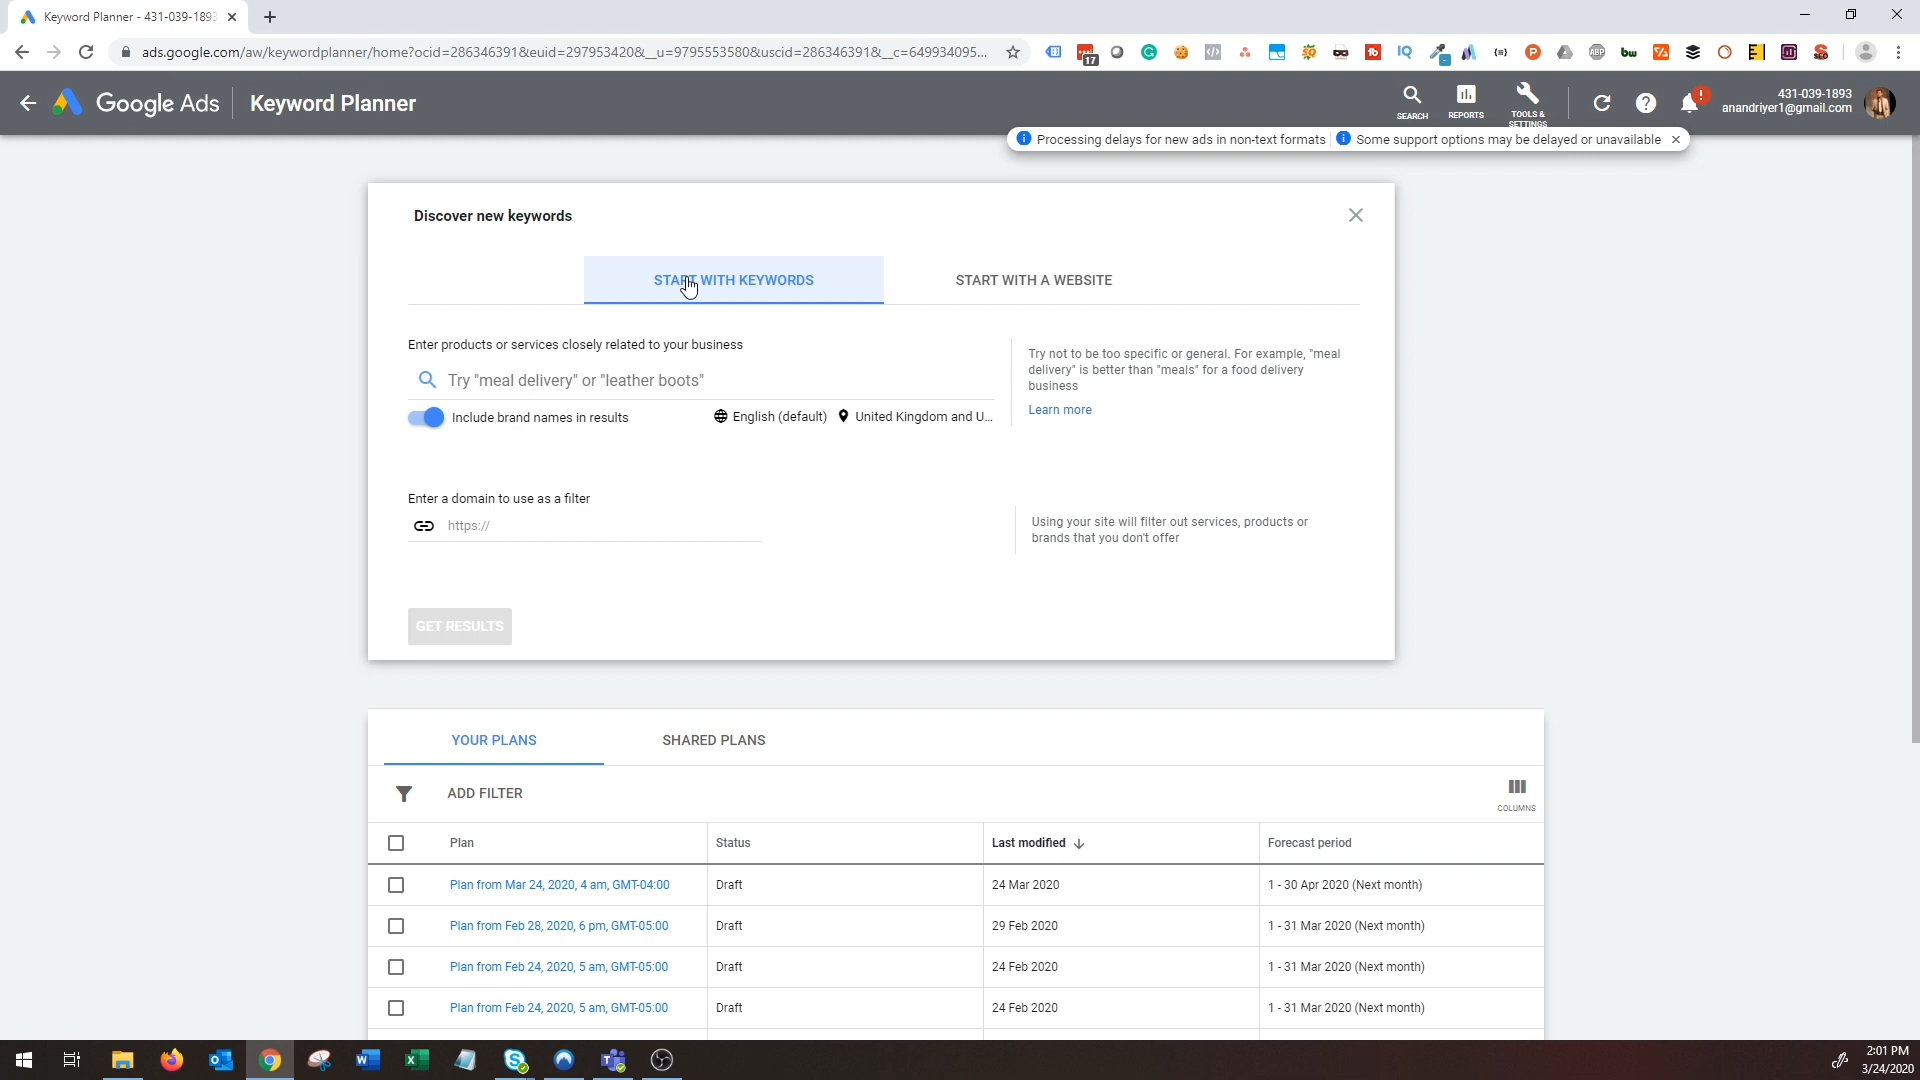 Keyword Planner - 431-039-1893
ads.google.com/aw/keywordplanner/home?ocid=286346391&euid=297953420&__u=9795553580&uscid=286346391&__c=649934095...
17
Google Ads
Keyword Planner
SEARCH
REPORTS
TOOLS &
SETTINGS
431-039-1893
anandriyer1@gmail.com
Processing delays for new ads in non-text formats
Some support options may be delayed or unavailable
Discover new keywords
START WITH KEYWORDS
START WITH A WEBSITE
Enter products or services closely related to your business
Try "meal delivery" or "leather boots"
Include brand names in results
English (default)
United Kingdom and U...
Try not to be too specific or general. For example, "meal
delivery" is better than "meals" for a food delivery
business
Learn more
Enter a domain to use as a filter
https://
Using your site will filter out services, products or
brands that you don't offer
GET RESULTS
YOUR PLANS
SHARED PLANS
ADD FILTER
COLUMNS
Plan
Status
Last modified
Forecast period
Plan from Mar 24, 2020, 4 am, GMT-04:00
Draft
24 Mar 2020
1 - 30 Apr 2020 (Next month)
Plan from Feb 28, 2020, 6 pm, GMT-05:00
Draft
29 Feb 2020
1 - 31 Mar 2020 (Next month)
Plan from Feb 24, 2020, 5 am, GMT-05:00
Draft
24 Feb 2020
1 - 31 Mar 2020 (Next month)
Plan from Feb 24, 2020, 5 am, GMT-05:00
Draft
24 Feb 2020
1 - 31 Mar 2020 (Next month)
2:01 PM
3/24/2020